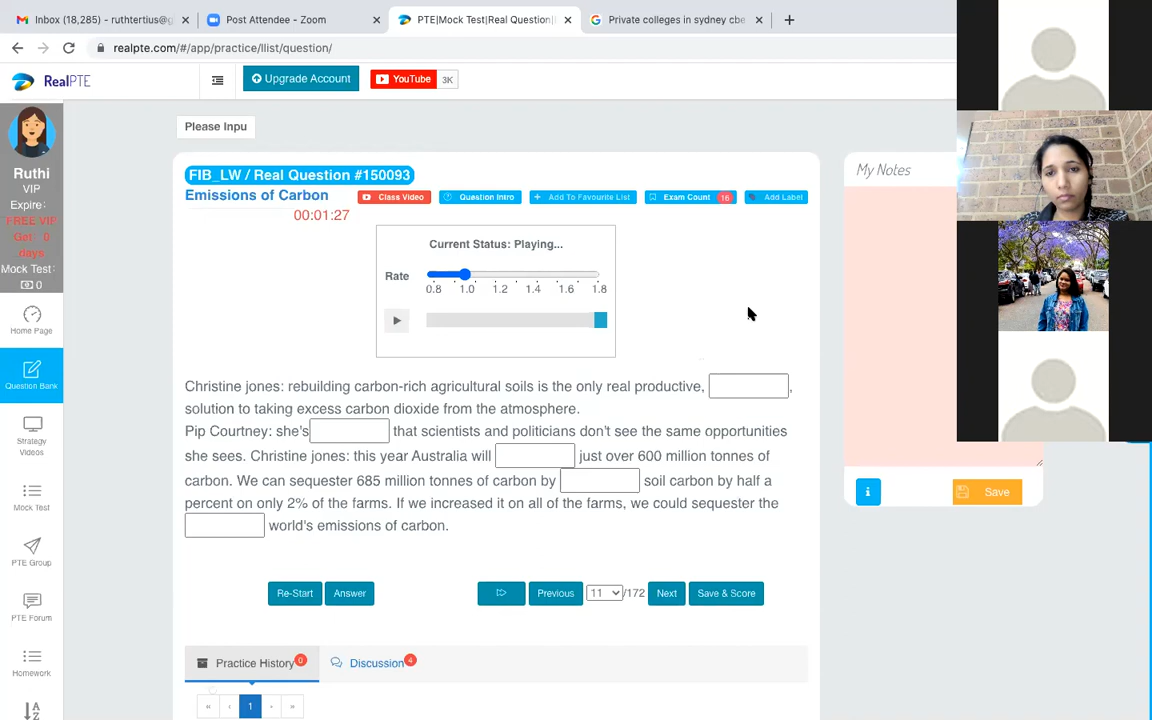 Inbox (18,285) - ruthtertius@g
Post Attendee - Zoom
PTE|Mock Test|Real Question|
Private colleges in sydney cbe
realpte.com/#/app/practice/llist/question/
RealPTE
Upgrade Account
YouTube
3K
Ruthi
VIP
Expire:
FREE VIP
Get: 0
days
Mock Test:
0
Home Page
Question Bank
Strategy
Videos
Mock Test
PTE Group
PTE Forum
Homework
Please Inpu
FIB_LW / Real Question #150093
Emissions of Carbon
Class Video
Question Intro
Add To Favourite List
Exam Count 16
Add Label
00:01:27
Current Status: Playing...
Rate
0.8 1.0 1.2 1.4 1.6 1.8
Christine jones: rebuilding carbon-rich agricultural soils is the only real productive, ,
solution to taking excess carbon dioxide from the atmosphere.
Pip Courtney: she's that scientists and politicians don't see the same opportunities
she sees. Christine jones: this year Australia will just over 600 million tonnes of
carbon. We can sequester 685 million tonnes of carbon by soil carbon by half a
percent on only 2% of the farms. If we increased it on all of the farms, we could sequester the
world's emissions of carbon.
Re-Start
Answer
Previous
11
/172
Next
Save & Score
Practice History 0
Discussion 4
« ‹ 1 › »
My Notes
i
Save